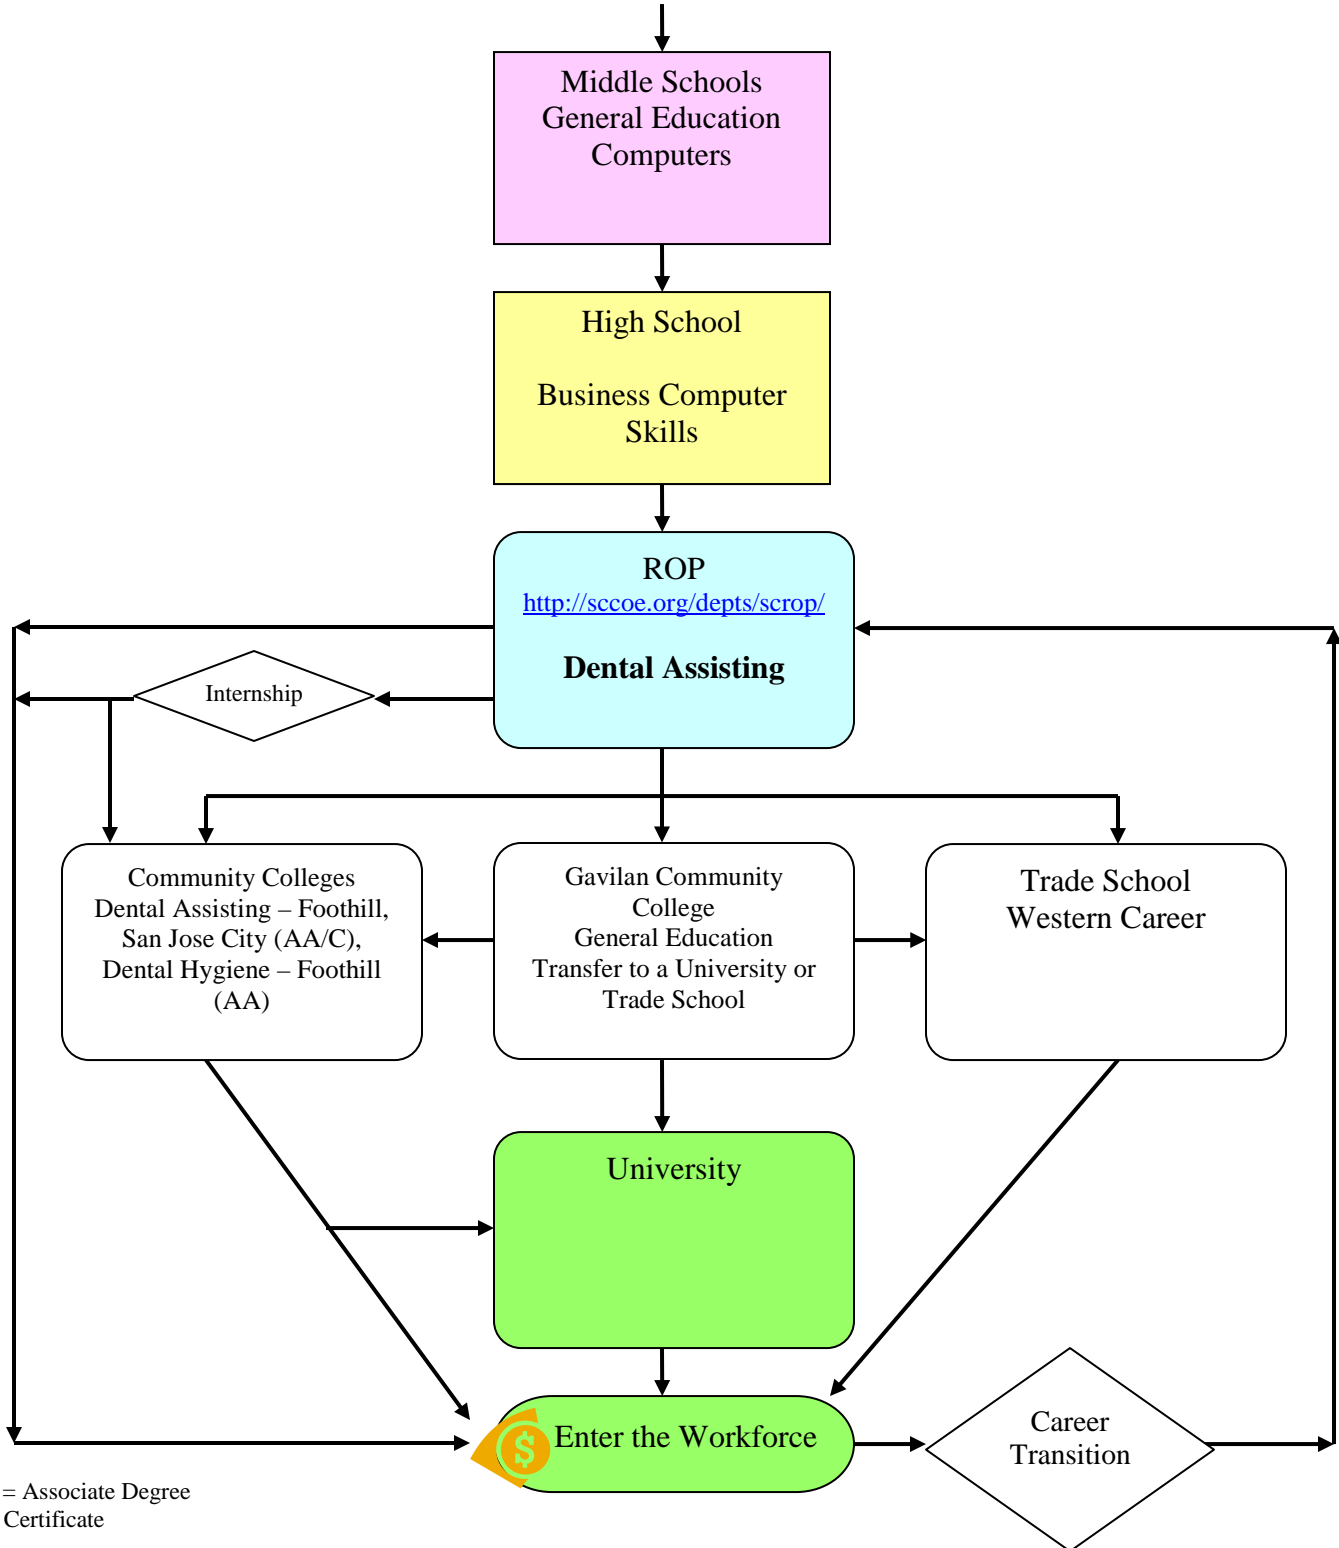 Middle Schools
General Education
Computers
High School
Business Computer
Skills
ROP
http://sccoe.org/depts/scrop/
Dental Assisting
Internship
Community Colleges
Dental Assisting – Foothill,
San Jose City (AA/C),
Dental Hygiene – Foothill
(AA)
Gavilan Community
College
General Education
Transfer to a University or
Trade School
Trade School
Western Career
University
$ Enter the Workforce
Career
Transition
= Associate Degree
Certificate